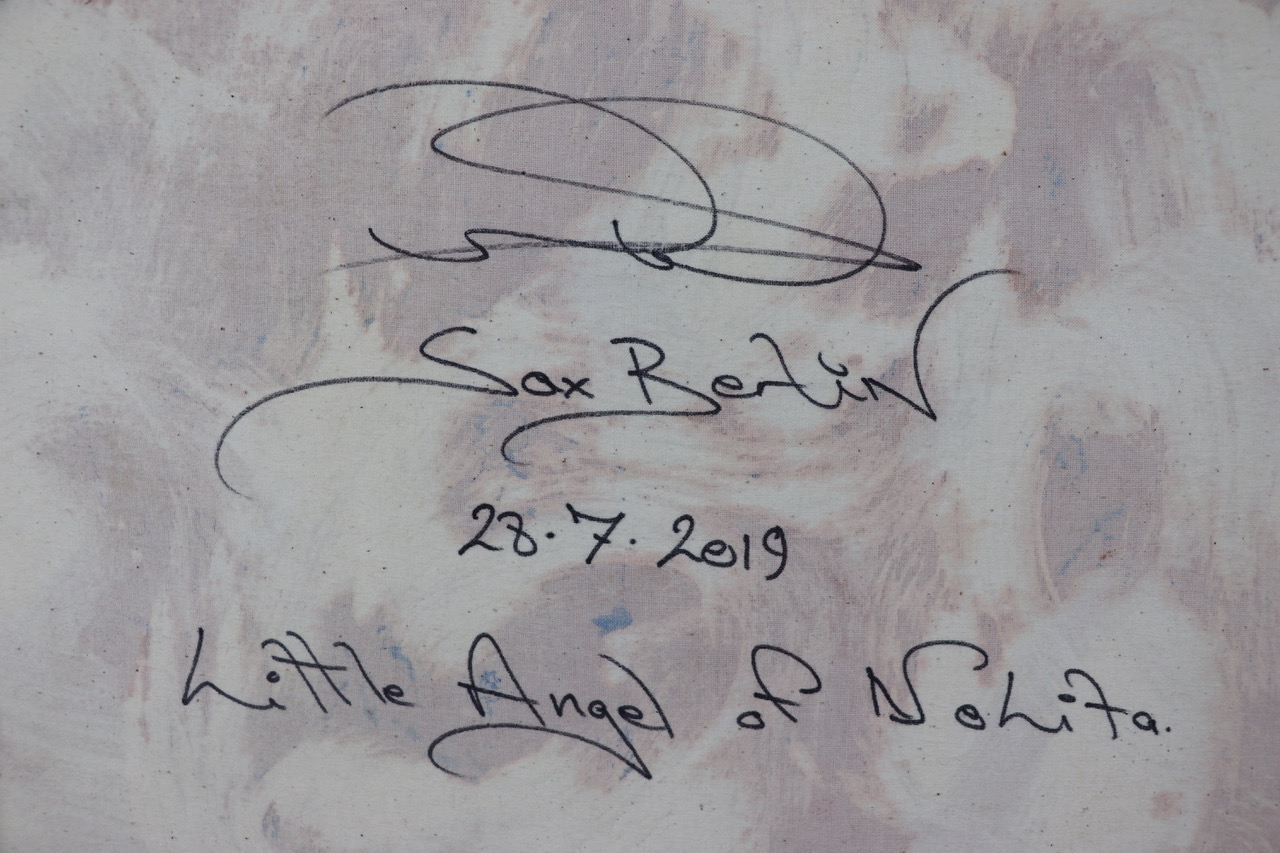 Sax Berlin
28.7.2019
Little Angel of Nolita.